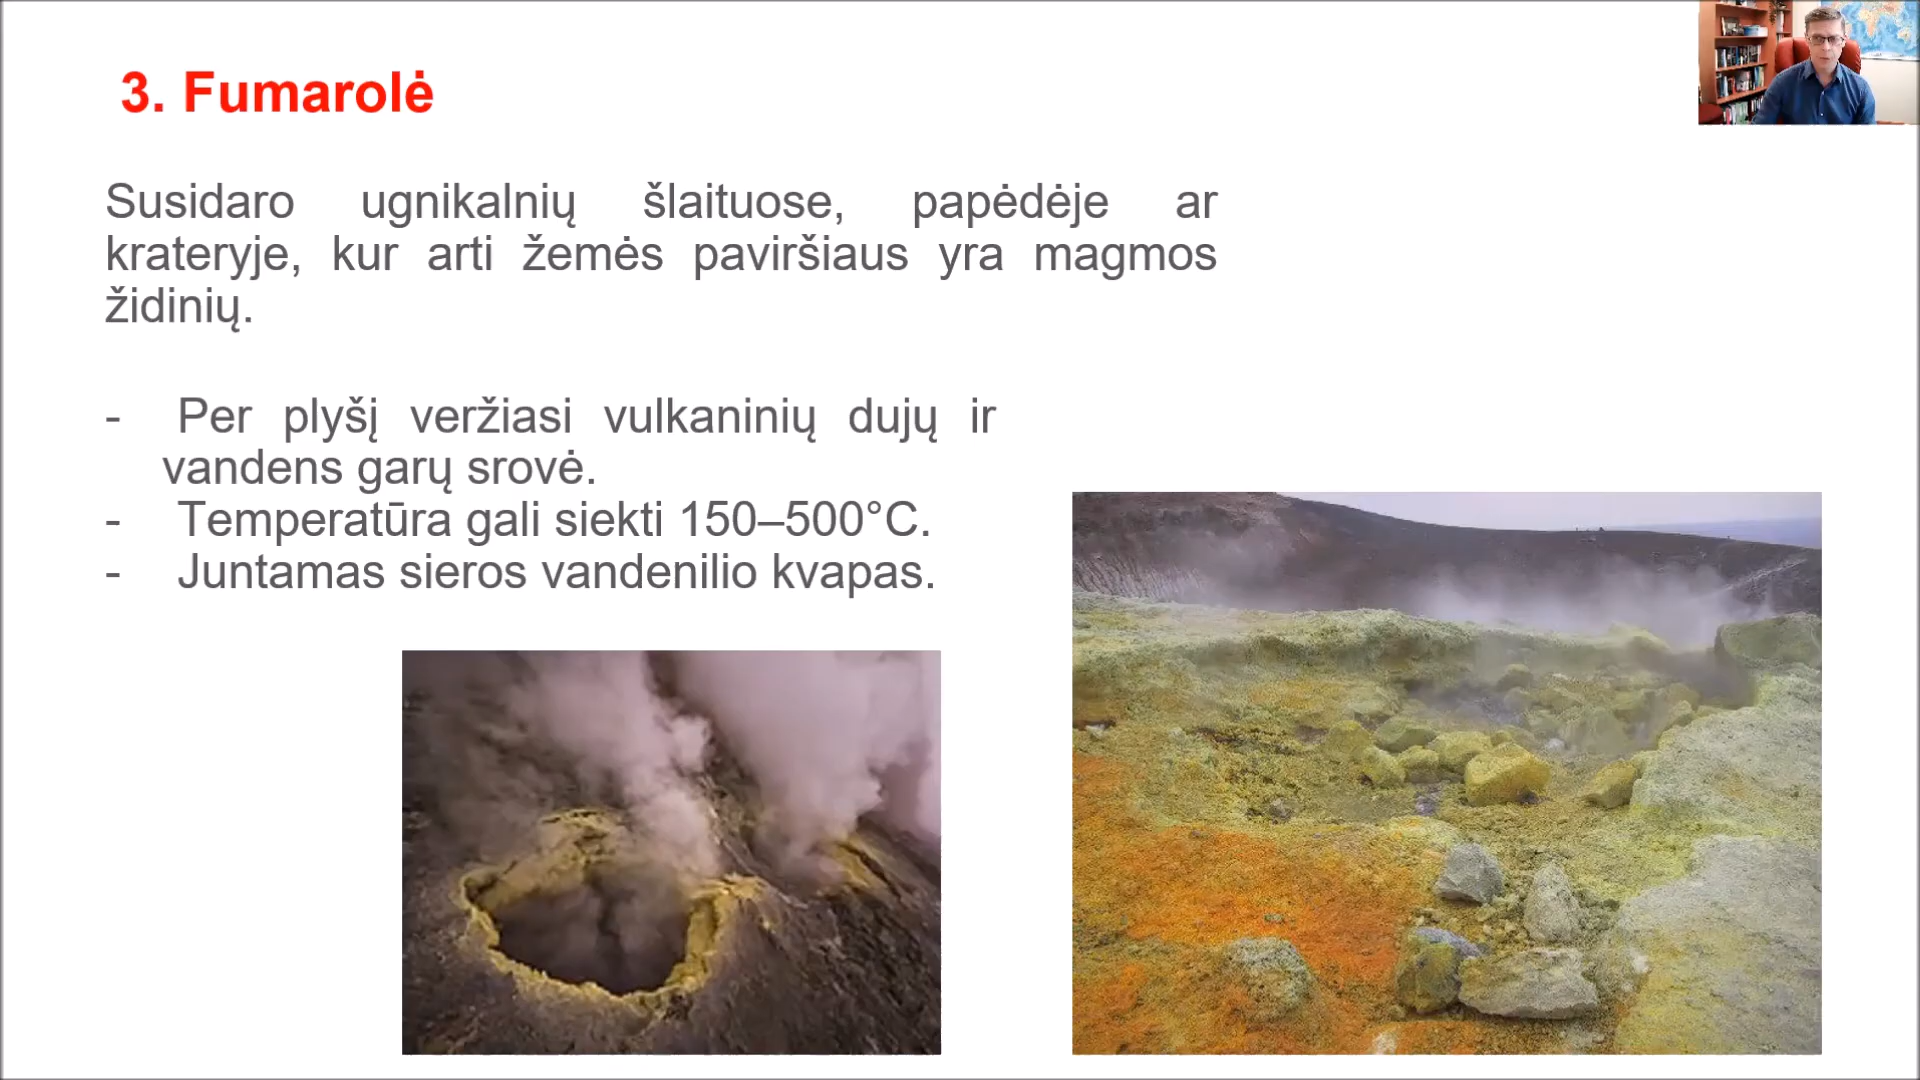 3. Fumarolė
Susidaro ugnikalnių šlaituose, papėdėje ar
krateryje, kur arti žemės paviršiaus yra magmos
židinių.
- Per plyšį veržiasi vulkaninių dujų ir
vandens garų srovė.
- Temperatūra gali siekti 150–500°C.
- Juntamas sieros vandenilio kvapas.